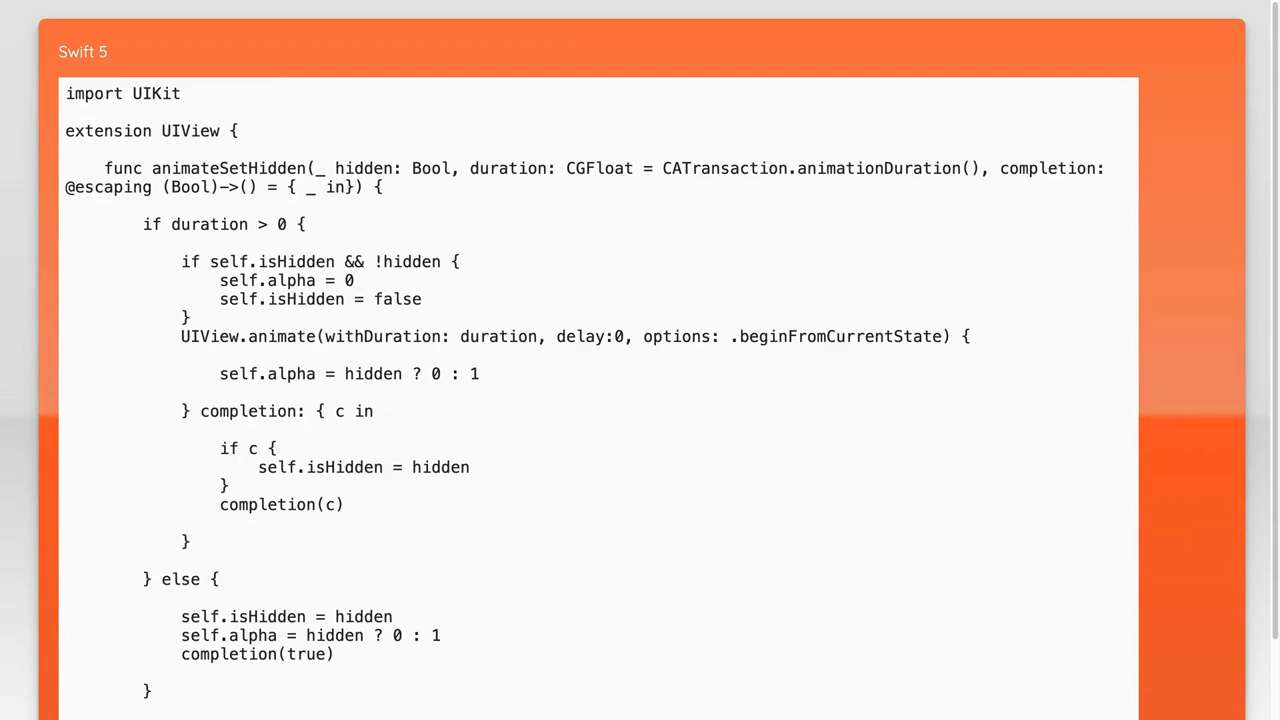 Swift 5
import UIKit
extension UIView {
func animateSetHidden(_ hidden: Bool, duration: CGFloat = CATransaction.animationDuration(), completion:
@escaping (Bool)->() = { _ in}) {
if duration > 0 {
if self.isHidden && !hidden {
self.alpha = 0
self.isHidden = false
}
UIView.animate(withDuration: duration, delay:0, options: .beginFromCurrentState) {
self.alpha = hidden ? 0 : 1
} completion: { c in
if c {
self.isHidden = hidden
}
completion(c)
}
} else {
self.isHidden = hidden
self.alpha = hidden ? 0 : 1
completion(true)
}